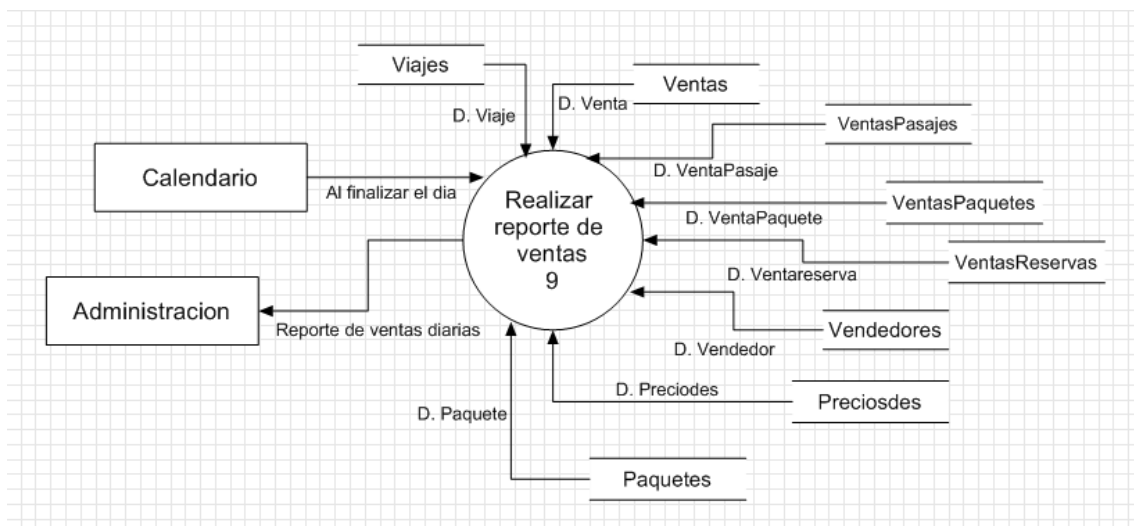 Viajes
Ventas
D. Viaje
D. Venta
VentasPasajes
D. VentaPasaje
Calendario
Al finalizar el dia
Realizar
reporte de
ventas
9
VentasPaquetes
D. VentaPaquete
VentasReservas
D. Ventareserva
Administracion
Reporte de ventas diarias
Vendedores
D. Vendedor
D. Preciodes
Preciosdes
D. Paquete
Paquetes